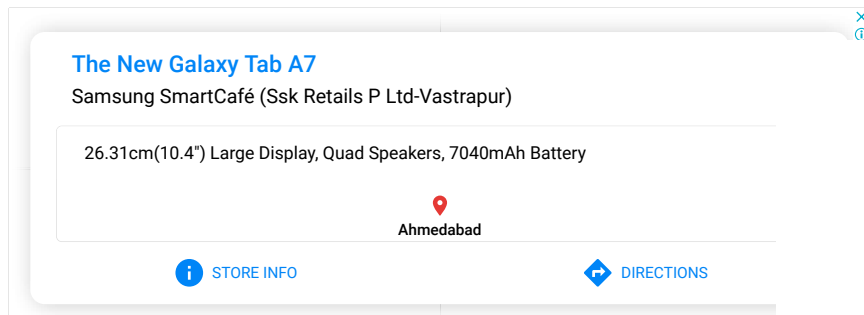 The New Galaxy Tab A7
Samsung SmartCafé (Ssk Retails P Ltd-Vastrapur)
26.31cm(10.4") Large Display, Quad Speakers, 7040mAh Battery
Ahmedabad
STORE INFO
DIRECTIONS